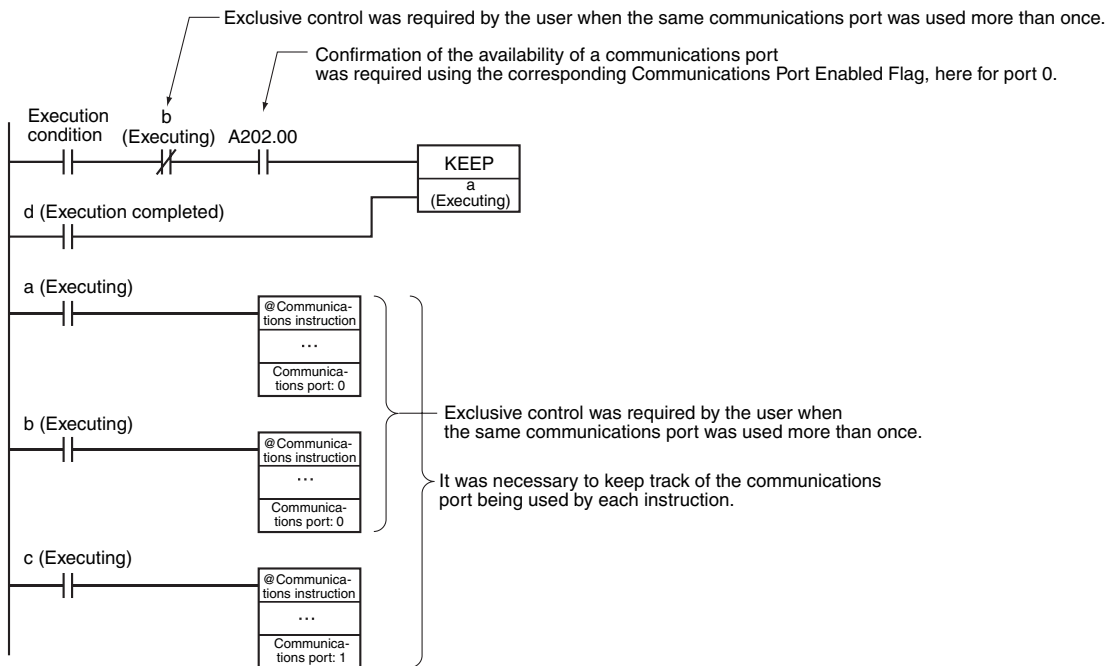 Exclusive control was required by the user when the same communications port was used more than once.
Confirmation of the availability of a communications port
was required using the corresponding Communications Port Enabled Flag, here for port 0.
Execution
condition
b
(Executing)
A202.00
KEEP
a
(Executing)
d (Execution completed)
a (Executing)
@Communica-
tions instruction
...
Communica-
tions port: 0
b (Executing)
@Communica-
tions instruction
...
Communica-
tions port: 0
Exclusive control was required by the user when
the same communications port was used more than once.
It was necessary to keep track of the communications
port being used by each instruction.
c (Executing)
@Communica-
tions instruction
...
Communica-
tions port: 1